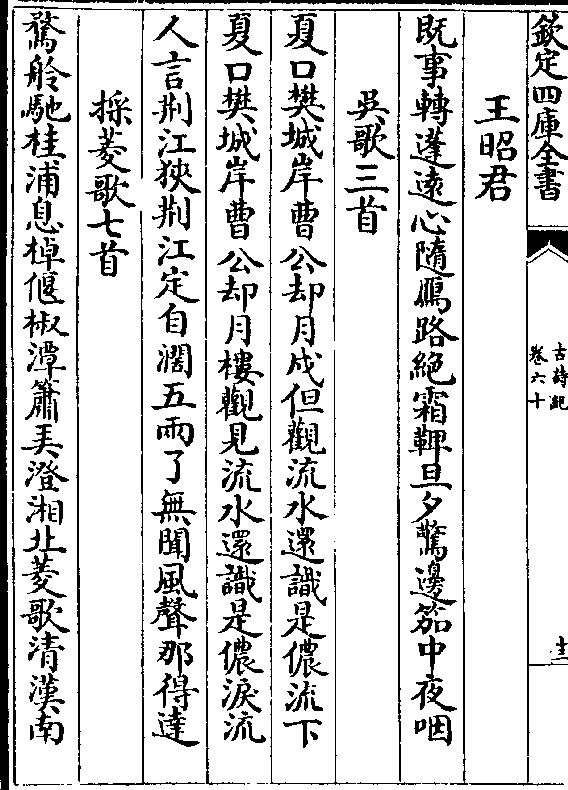 欽定四庫全書
古詩紀
卷六十
十三
王昭君
既事轉蓬遠心隨鴈路絶霜鞞旦夕驚邊笳中夜咽
吳歌三首
夏口樊城岸曹公却月戍但觀流水還識是儂流下
夏口樊城岸曹公却月樓觀見流水還識是儂淚流
人言荆江狹荆江定自濶五兩了無聞風聲那得達
採菱歌七首
鶩舲馳桂浦息棹偃椒潭簫弄澄湘北菱歌清漢南